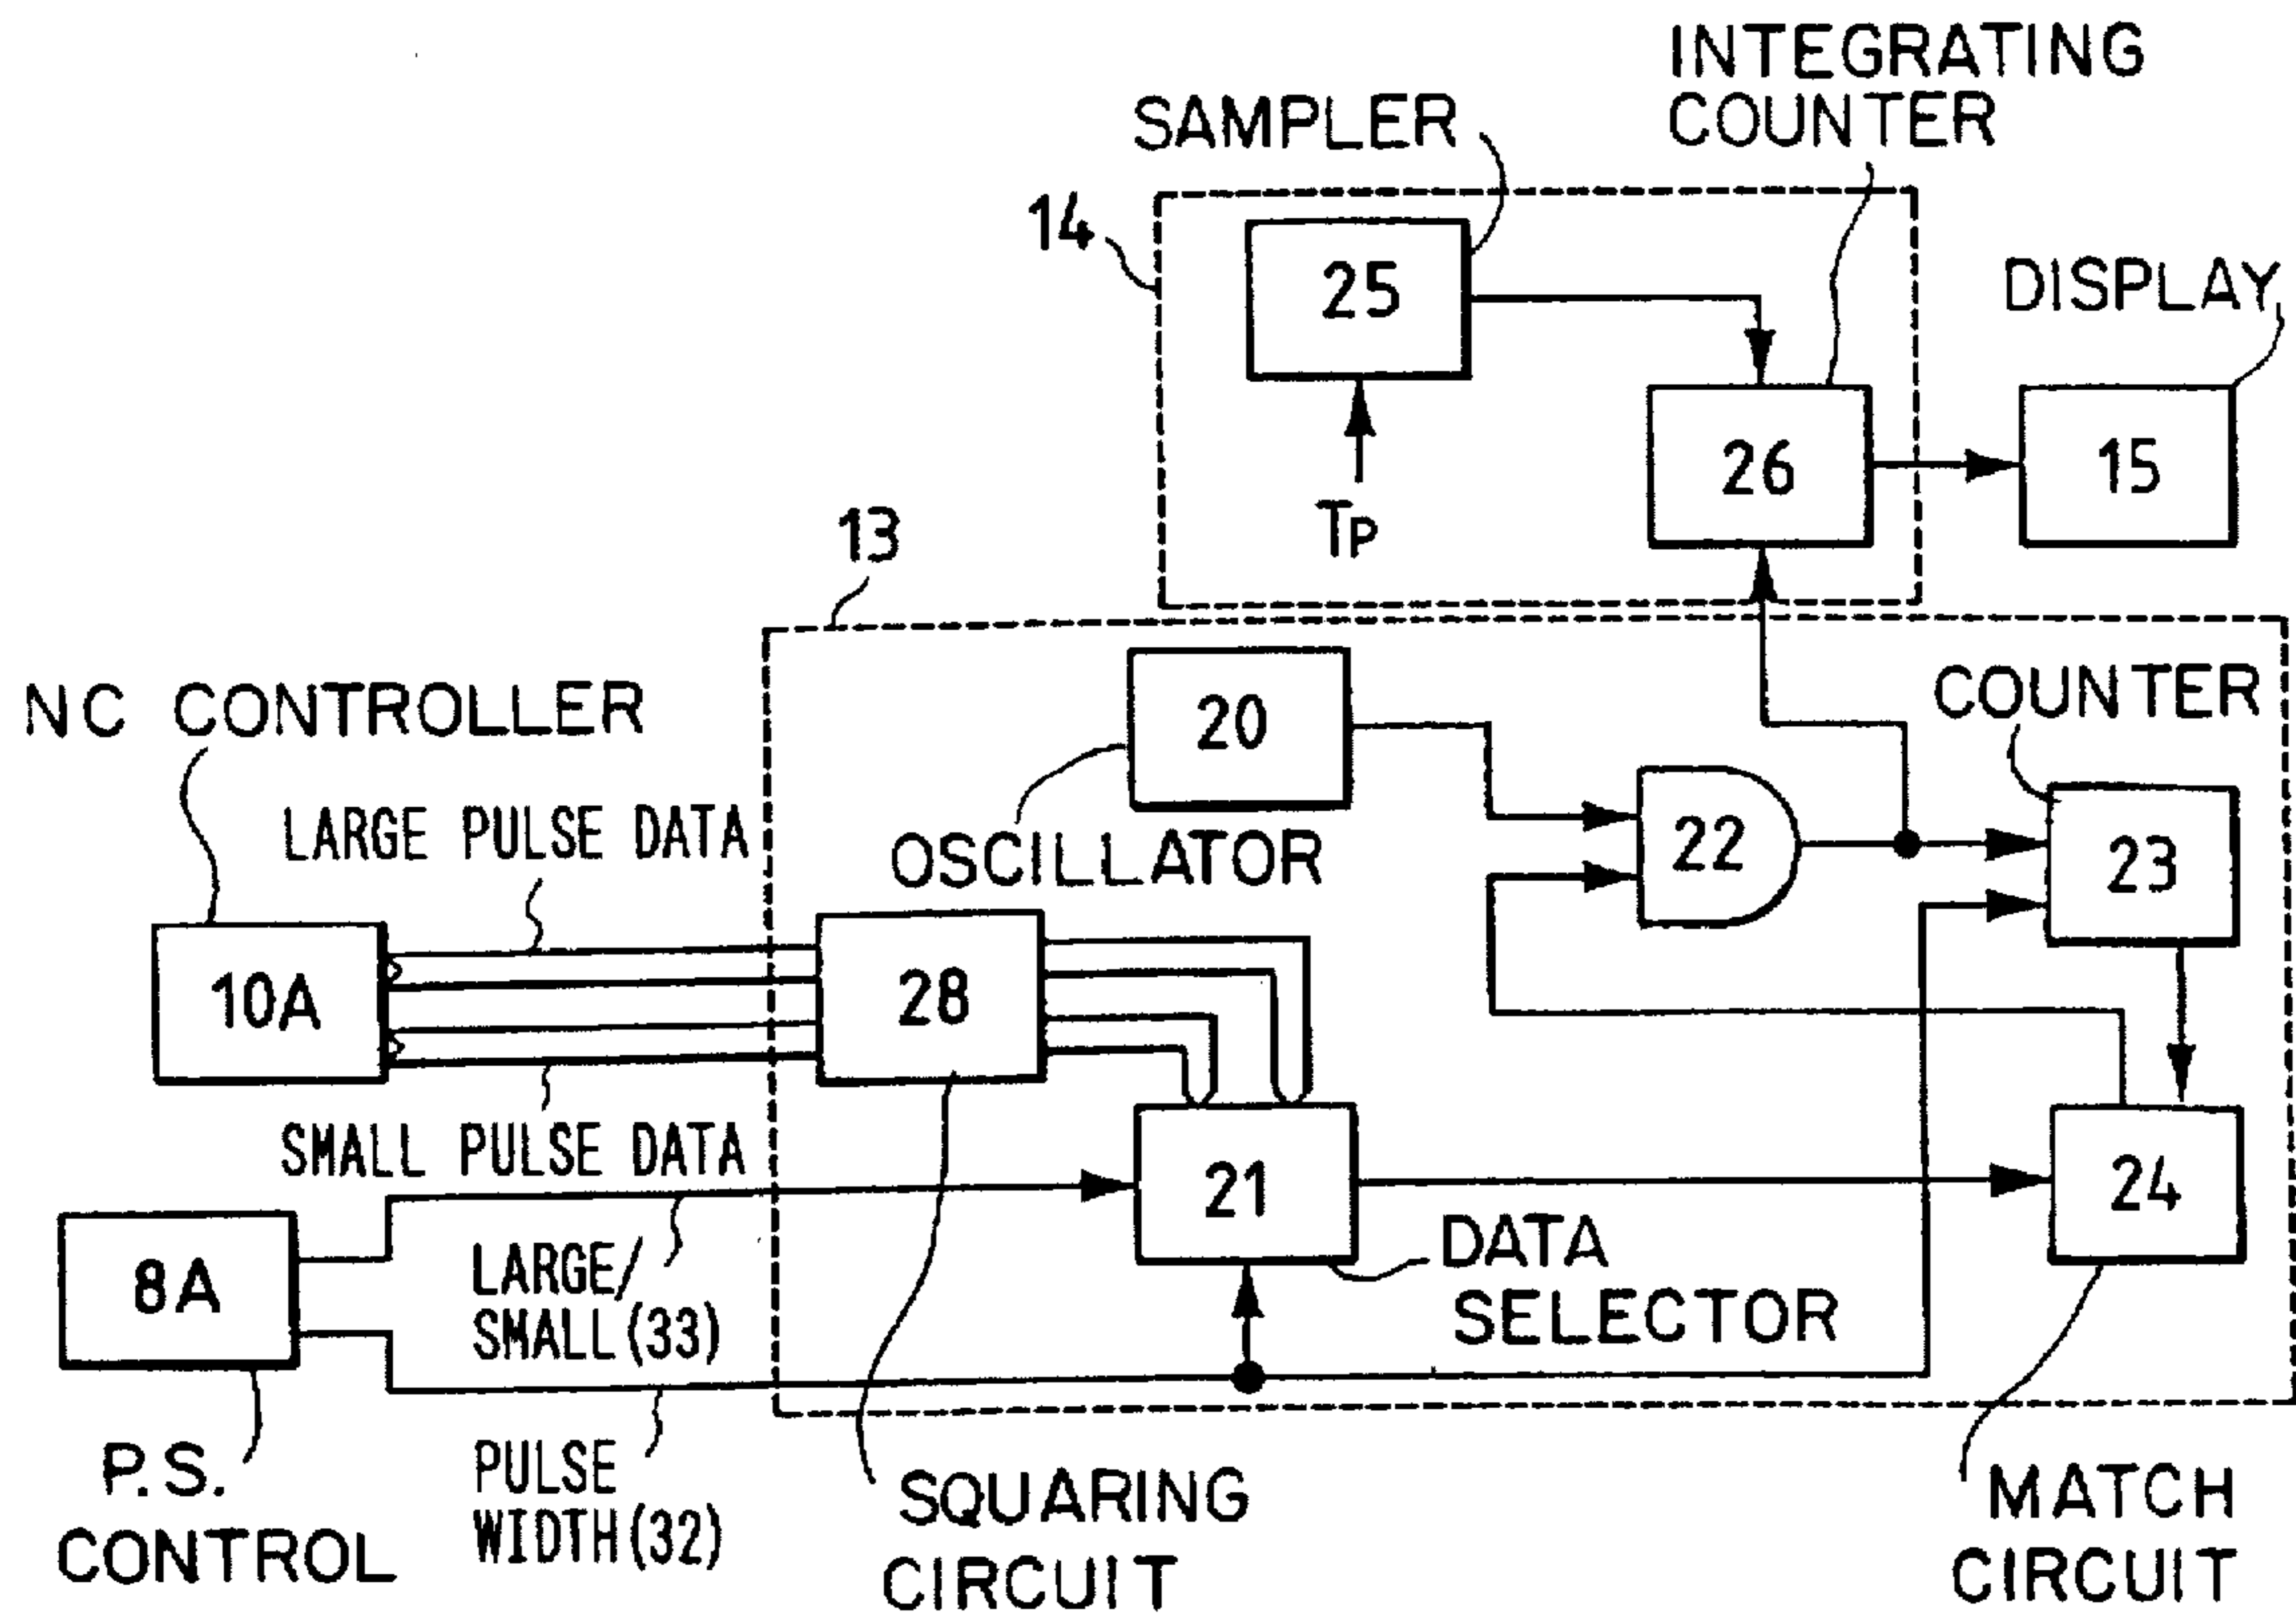 INTEGRATING
COUNTER
SAMPLER
14
25
DISPLAY
26
15
TP
13
NC CONTROLLER
20
COUNTER
LARGE PULSE DATA
OSCILLATOR
22
23
10A
28
SMALL PULSE DATA
21
24
8A
LARGE/
SMALL (33)
DATA
SELECTOR
P.S.
CONTROL
PULSE
WIDTH (32)
SQUARING
CIRCUIT
MATCH
CIRCUIT